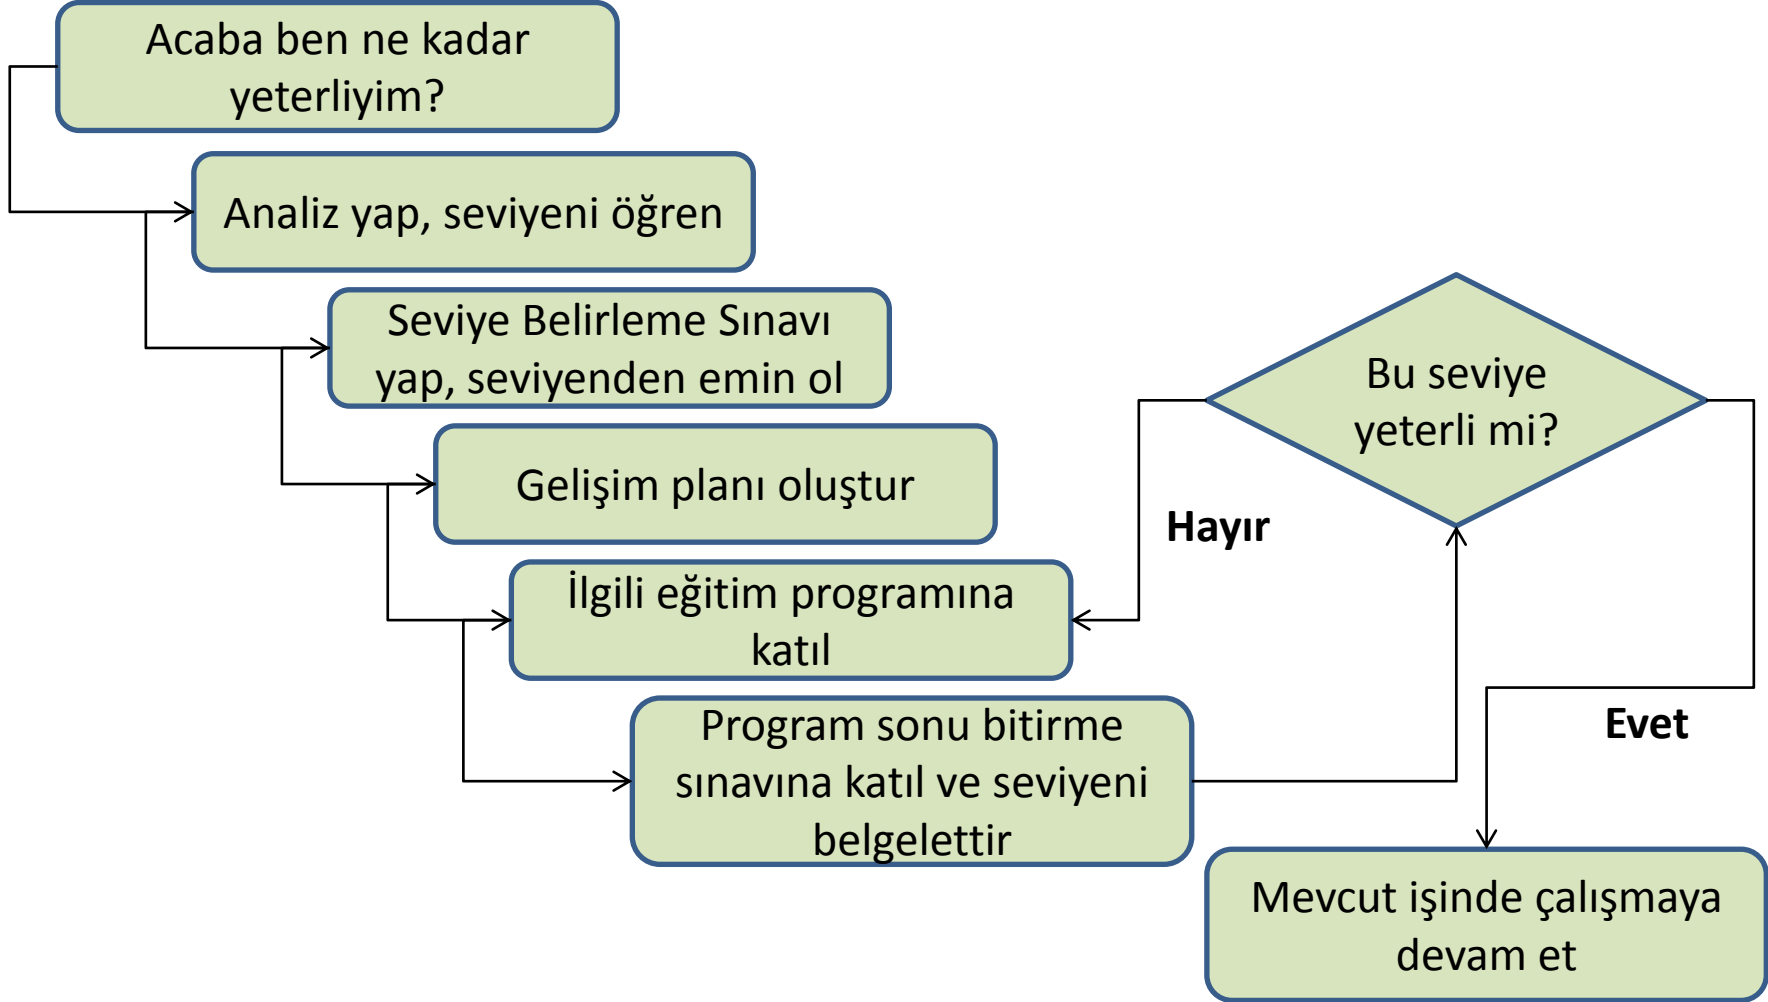 Acaba ben ne kadar
yeterliyim?
Analiz yap, seviyeni öğren
Seviye Belirleme Sınavı
yap, seviyenden emin ol
Gelişim planı oluştur
İlgili eğitim programına
katıl
Program sonu bitirme
sınavına katıl ve seviyeni
belgelettir
Bu seviye
yeterli mi?
Hayır
Evet
Mevcut işinde çalışmaya
devam et